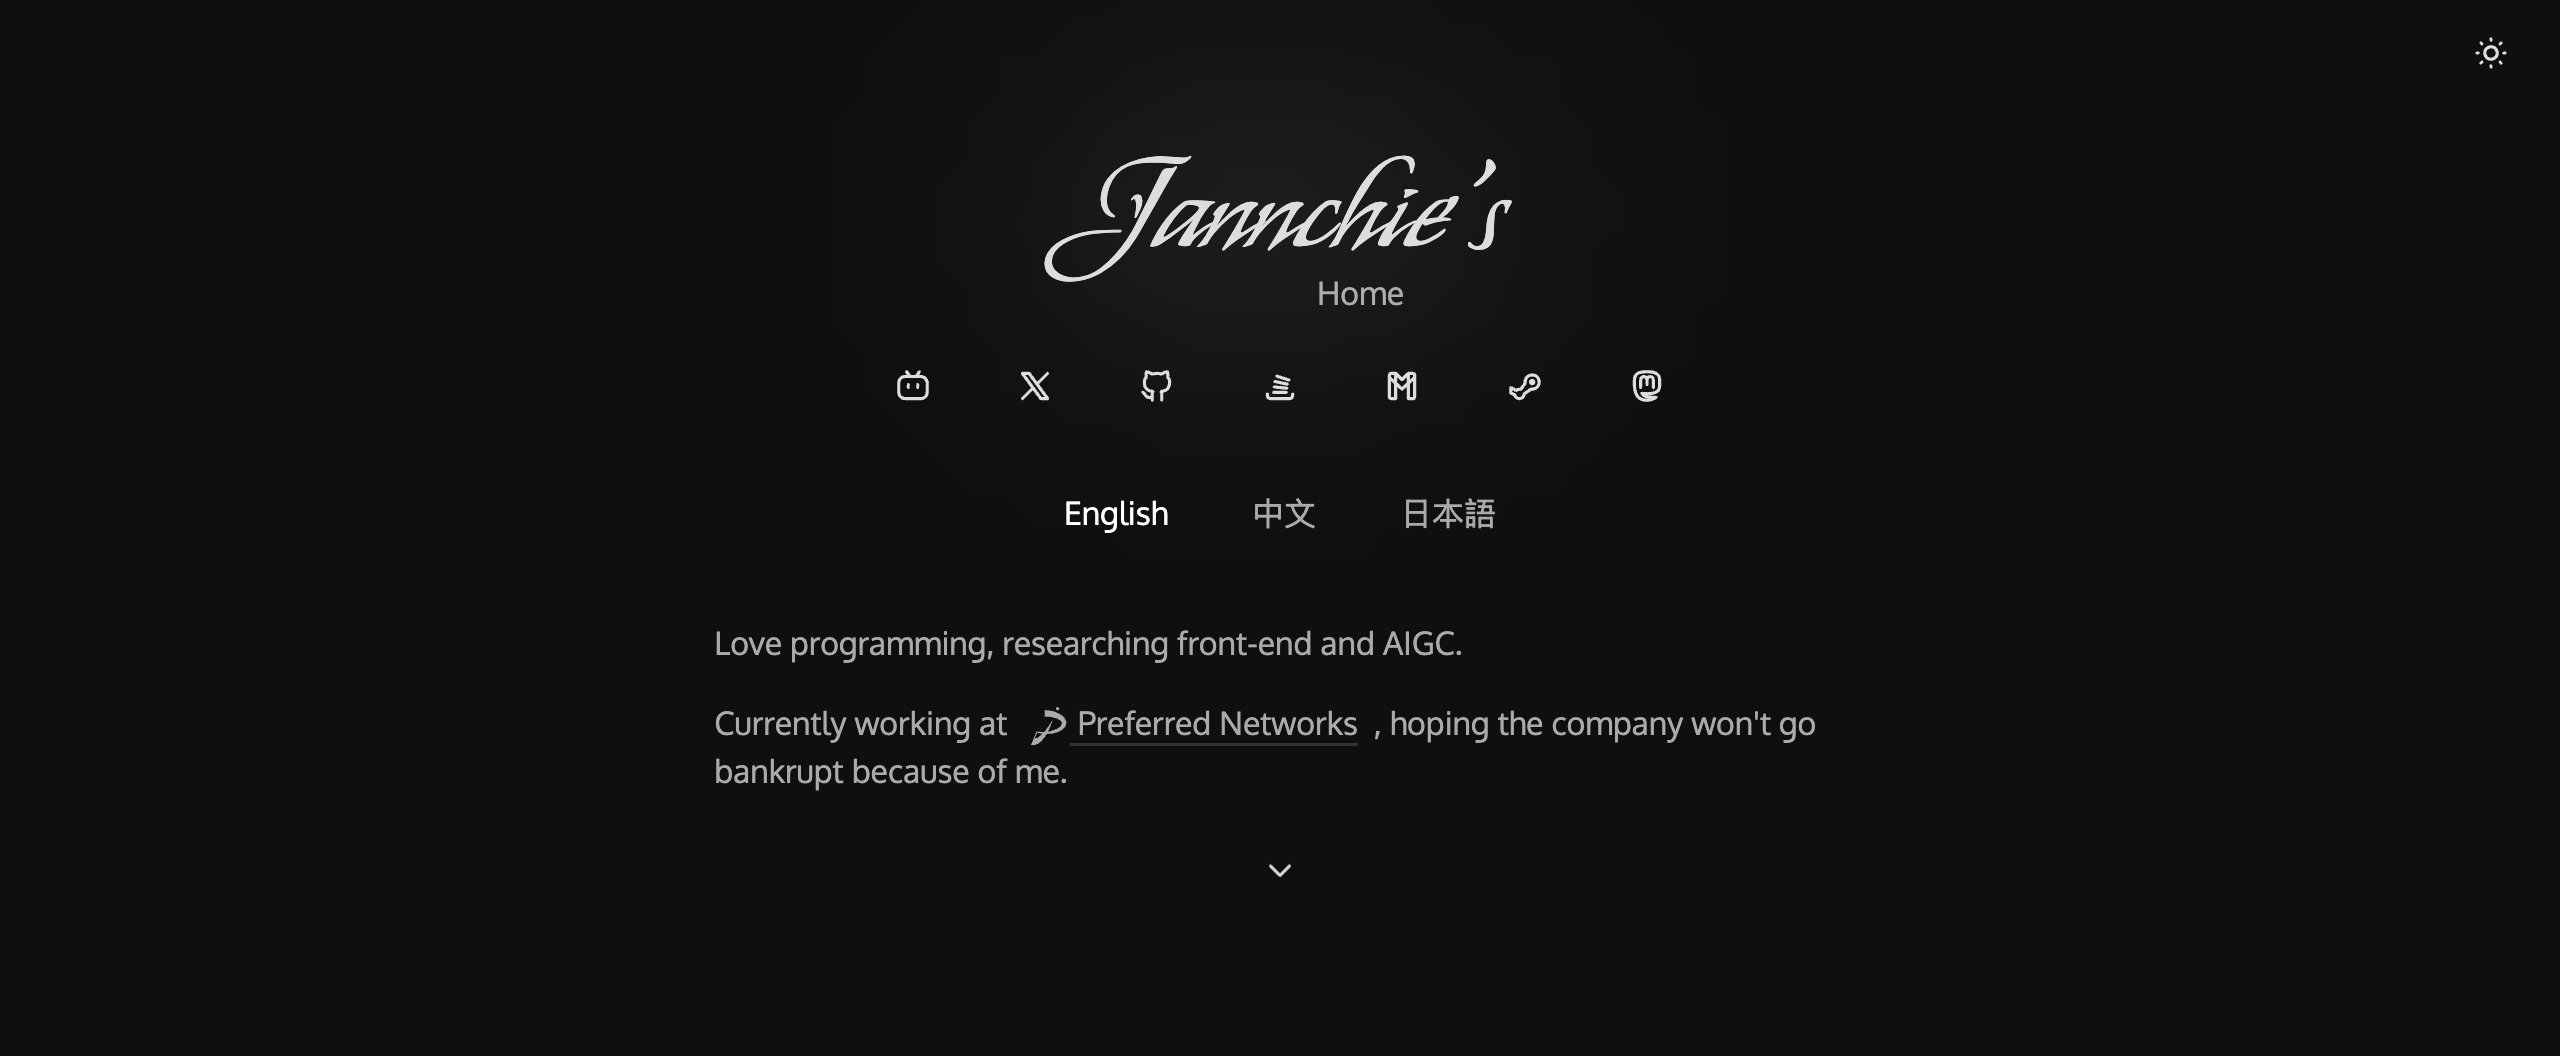 Jannchie's
Home
English 中文 日本語
Love programming, researching front-end and AIGC.
Currently working at Preferred Networks , hoping the company won't go
bankrupt because of me.